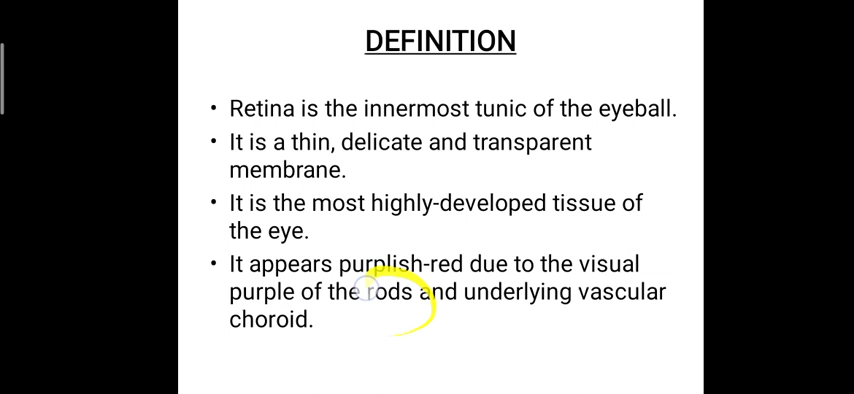 DEFINITION
• Retina is the innermost tunic of the eyeball.
• It is a thin, delicate and transparent
membrane.
• It is the most highly-developed tissue of
the eye.
• It appears purplish-red due to the visual
purple of the rods and underlying vascular
choroid.